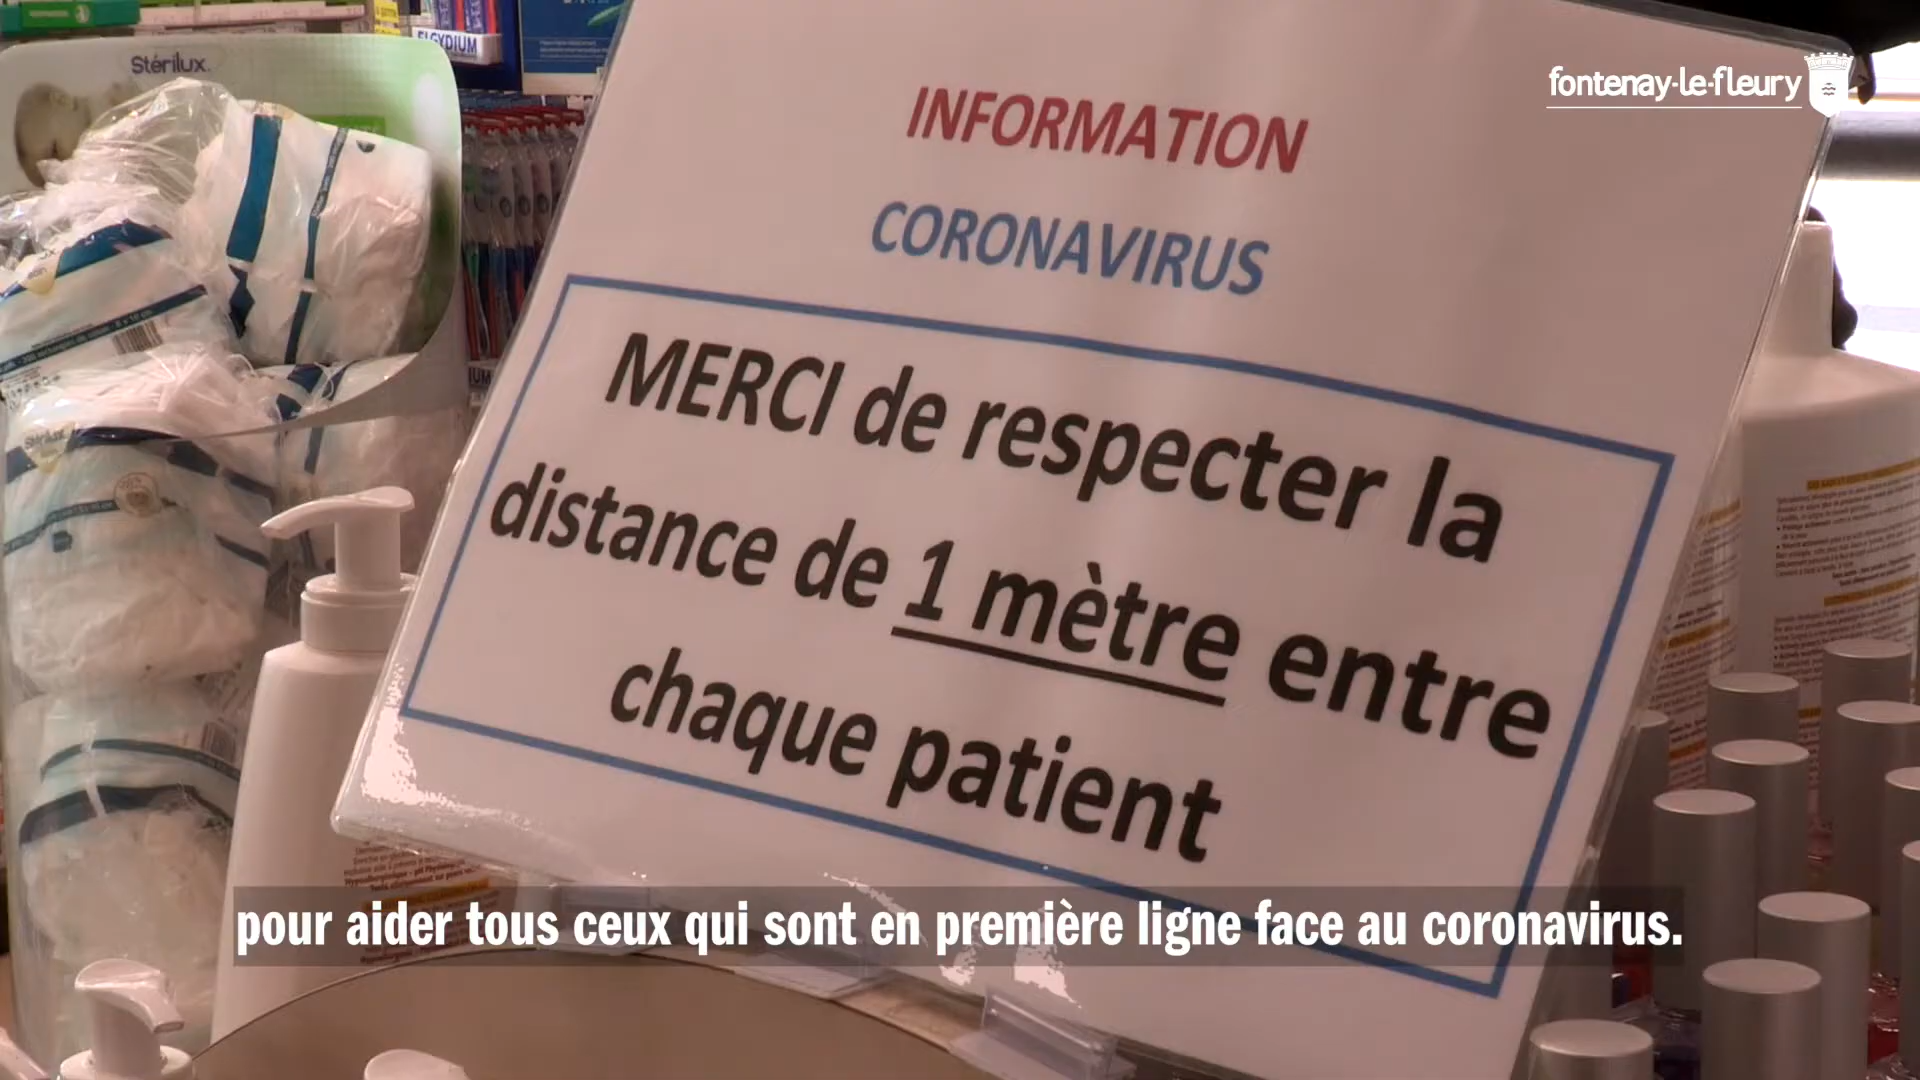 Stérilux
ELGYDIUM
fontenay-le-fleury
INFORMATION
CORONAVIRUS
MERCI de respecter la
distance de 1 mètre entre
chaque patient
pour aider tous ceux qui sont en première ligne face au coronavirus.